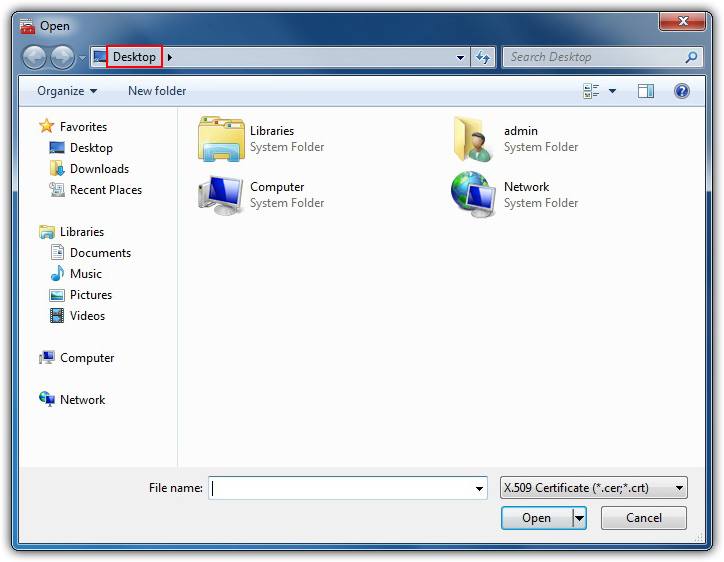 Open
Desktop
Search Desktop
Organize
New folder
Favorites
Desktop
Downloads
Recent Places
Libraries
Documents
Music
Pictures
Videos
Computer
Network
Libraries
System Folder
admin
System Folder
Computer
System Folder
Network
System Folder
File name:
X.509 Certificate (*.cer;*.crt)
Open
Cancel